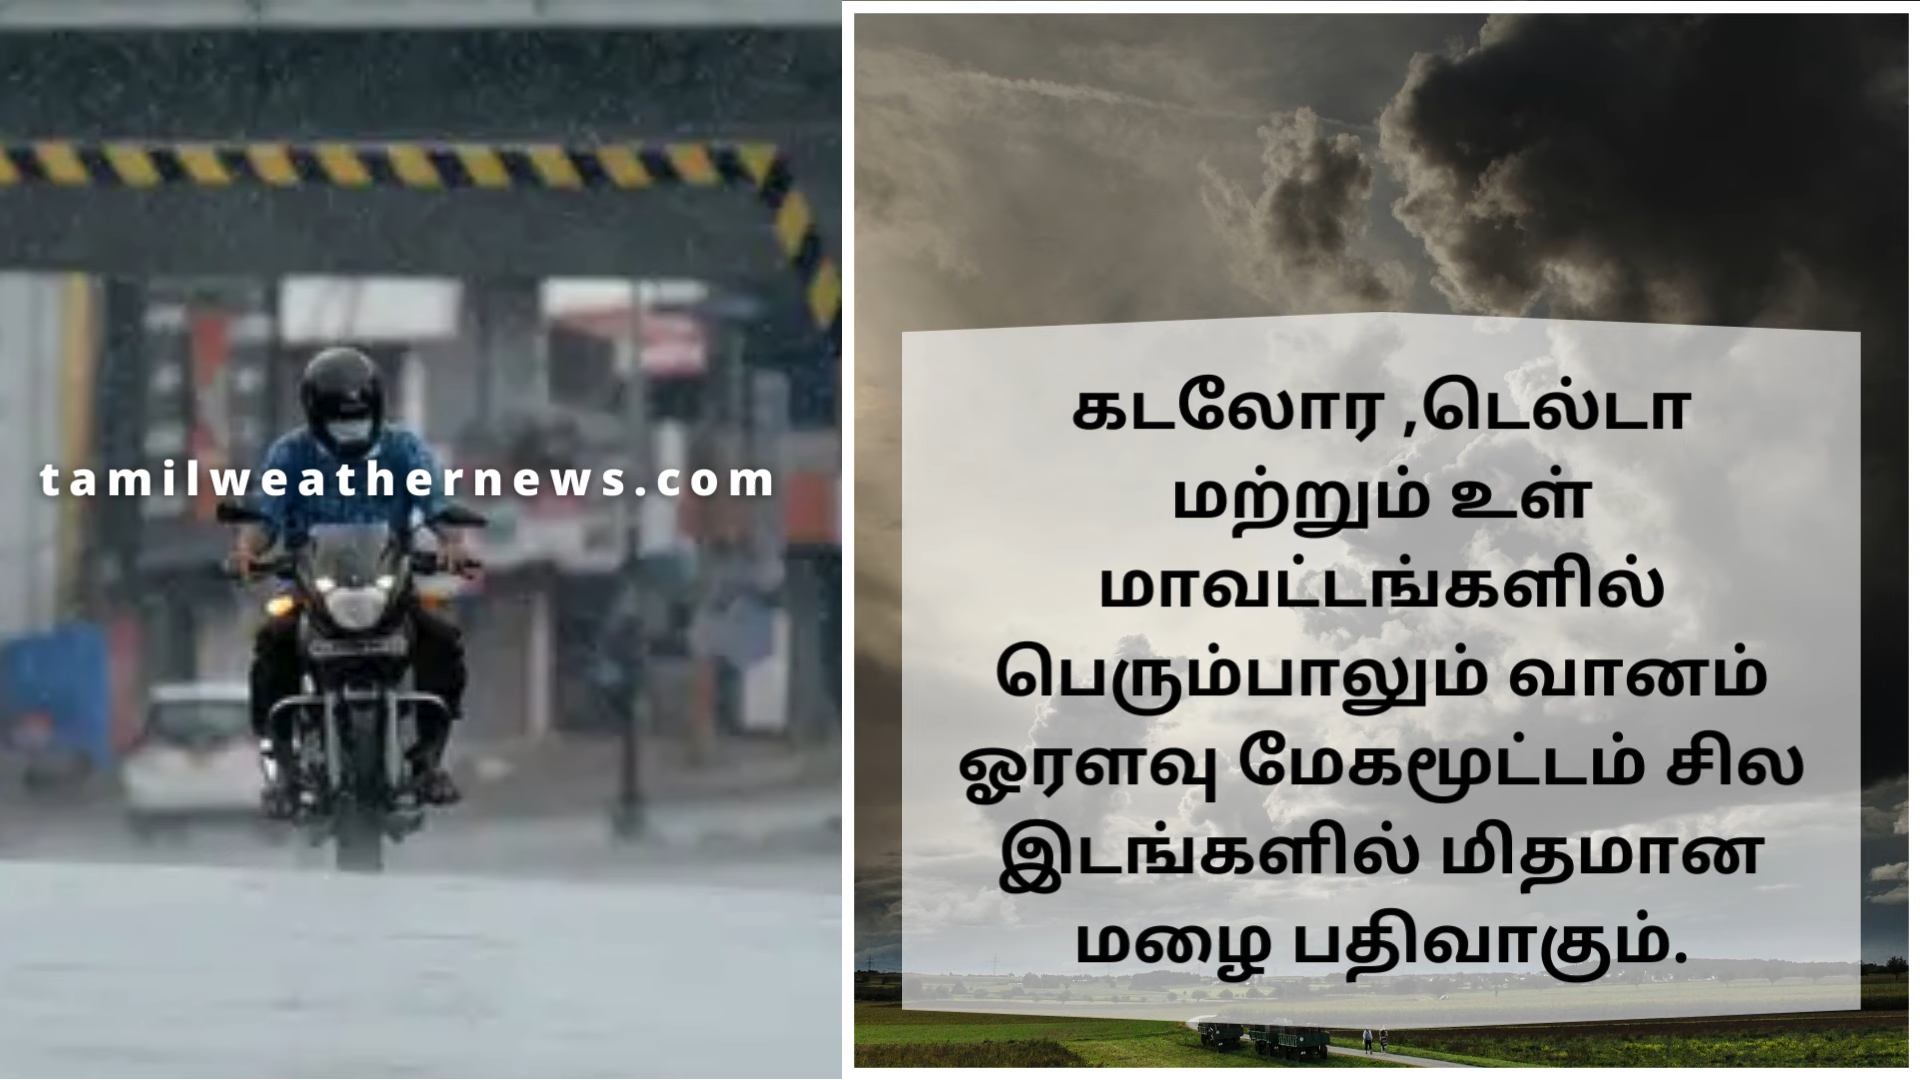 tamilweathernews.com
கடலோர ,டெல்டா
மற்றும் உள்
மாவட்டங்களில்
பெரும்பாலும் வானம்
ஓரளவு மேகமூட்டம் சில
இடங்களில் மிதமான
மழை பதிவாகும்.